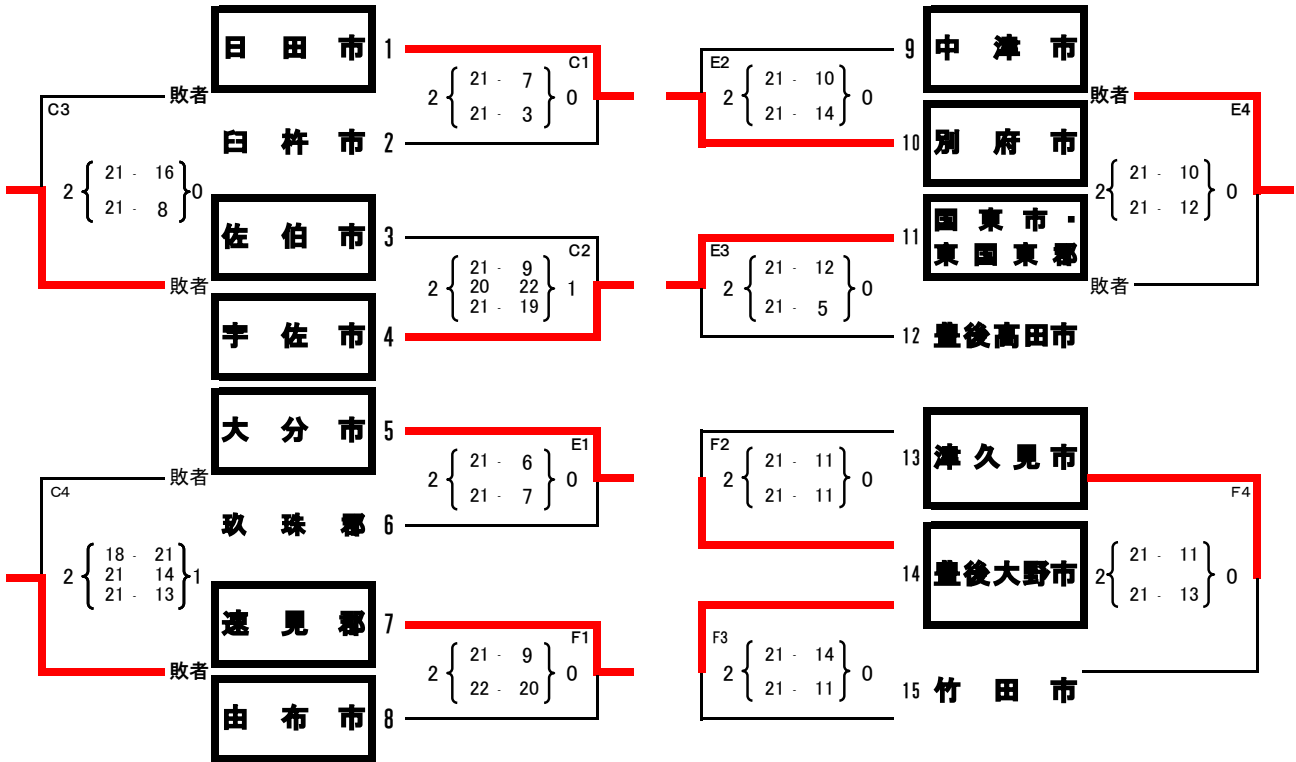 日田市 1
C1
2 21 - 7 0
21 - 3
敗者
C3
臼杵市 2
2 21 - 16 0
21 - 8
佐伯市 3
C2
2 21 - 9 1
20 22
21 - 19
敗者
宇佐市 4
大分市 5
E1
2 21 - 6 0
21 - 7
敗者
C4
玖珠郡 6
2 18 - 21 1
21 14
21 - 13
速見郡 7
F1
2 21 - 9 0
22 - 20
敗者
由布市 8
9 中津市
E2
2 21 - 10 0
21 - 14
敗者
E4
10 別府市
2 21 - 10 0
21 - 12
11 国東市・
東国東郡
E3
2 21 - 12 0
21 - 5
敗者
12 豊後高田市
13 津久見市
F2
2 21 - 11 0
21 - 11
F4
14 豊後大野市
2 21 - 11 0
21 - 13
F3
2 21 - 14 0
21 - 11
15 竹田市